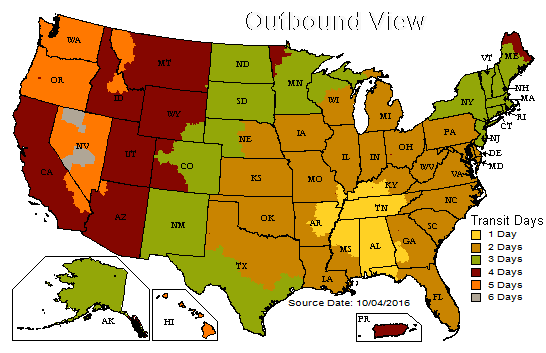 Outbound View
WA
OR
CA
NV
ID
MT
WY
UT
AZ
CO
NM
ND
SD
NE
KS
OK
TX
MN
IA
MO
AR
LA
WI
IL
IN
MI
OH
KY
TN
MS
AL
GA
FL
SC
NC
VA
WV
PA
NY
VT
ME
NH
MA
RI
CT
NJ
DE
MD
AK
HI
PR
Transit Days
1 Day
2 Days
3 Days
4 Days
5 Days
6 Days
Source Date: 10/04/2016